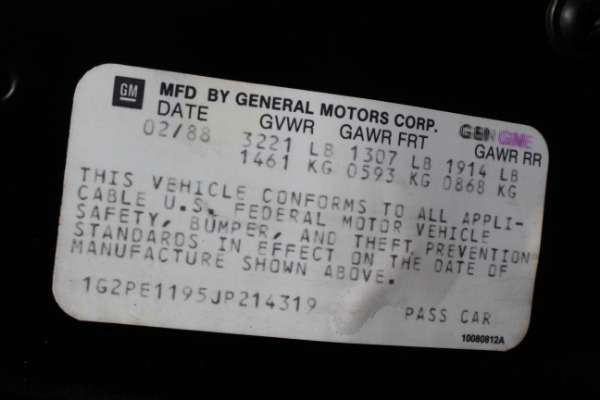 GM MFD BY GENERAL MOTORS CORP. GEN GME
DATE GVWR GAWR FRT GAWR RR
02/88 3221 LB 1307 LB 1914 LB
1461 KG 0593 KG 0868 KG
THIS VEHICLE CONFORMS TO ALL APPLI-
CABLE U.S. FEDERAL MOTOR VEHICLE
SAFETY, BUMPER, AND THEFT PREVENTION
STANDARDS IN EFFECT ON THE DATE OF
MANUFACTURE SHOWN ABOVE.
1G2PE1195JP214319 PASS CAR
10080812A